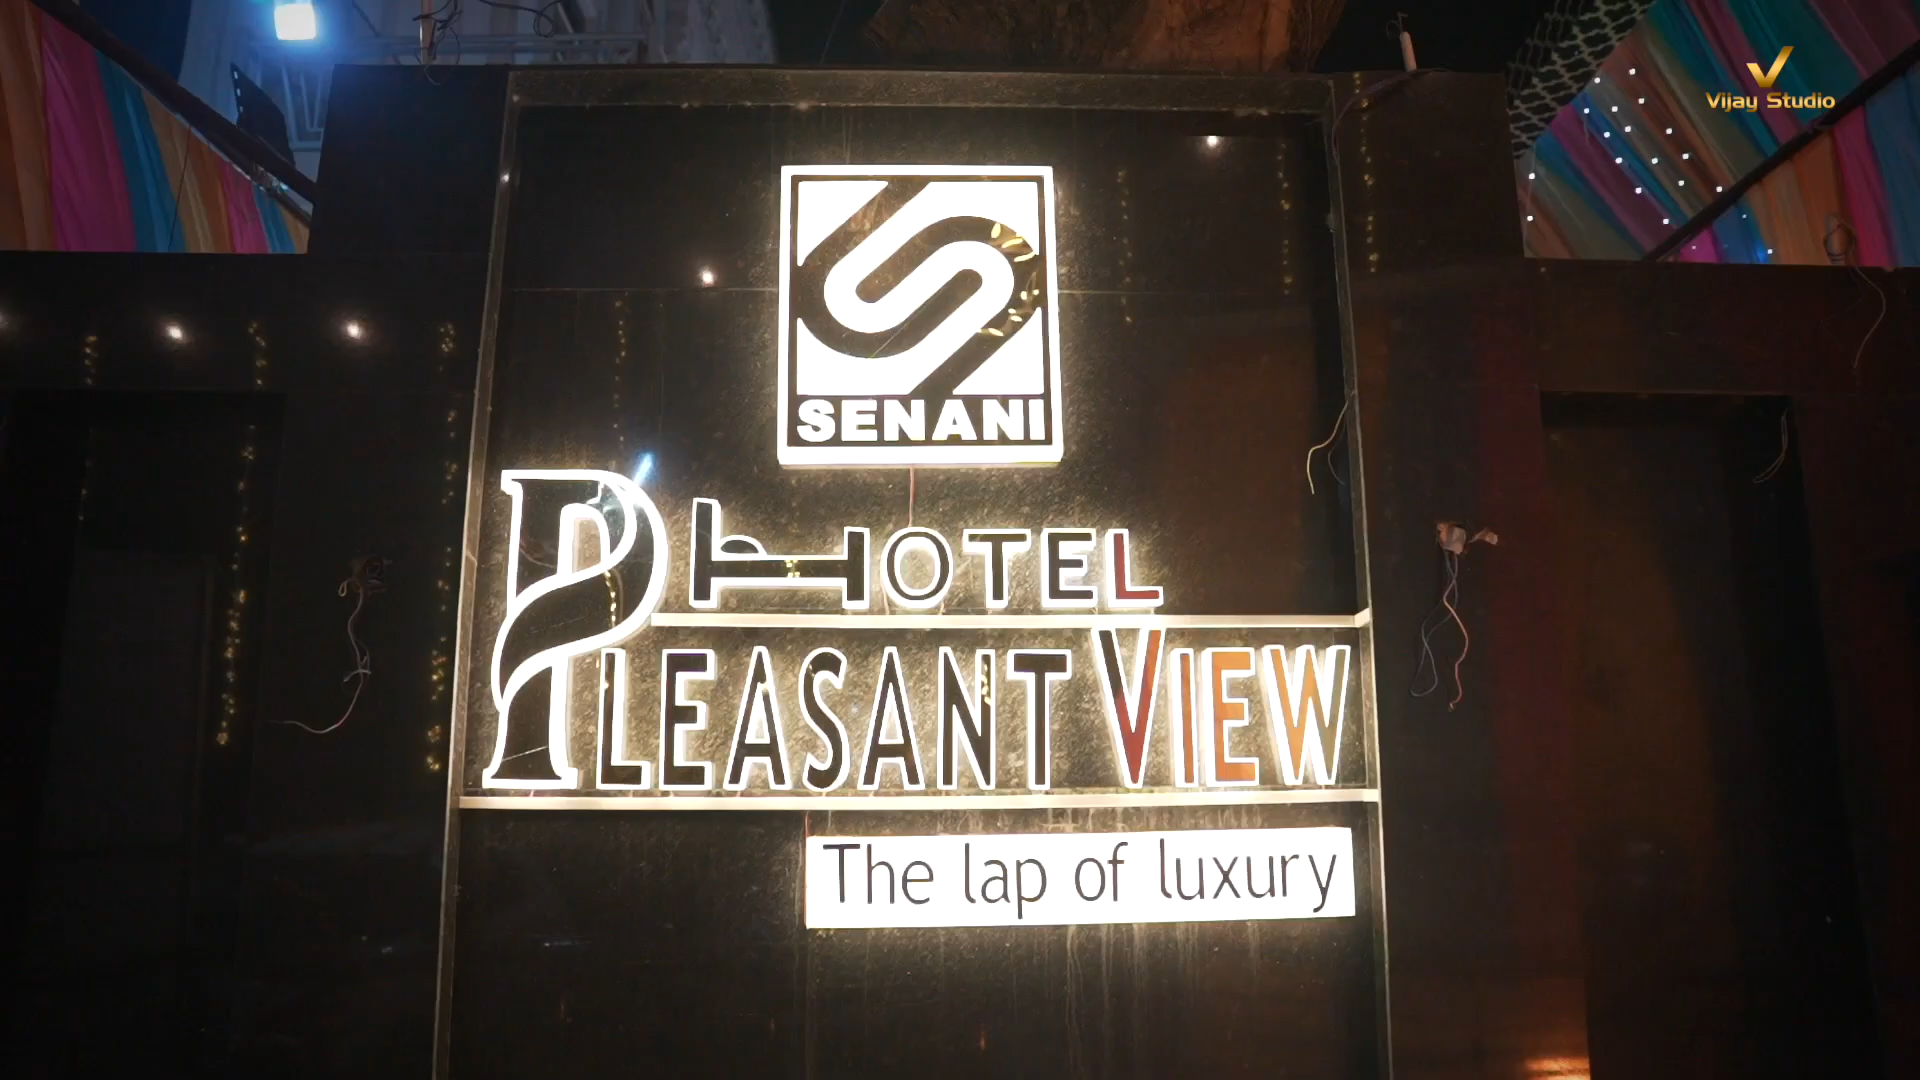 Vijay Studio
SENANI
HOTEL
PLEASANT VIEW
The lap of luxury